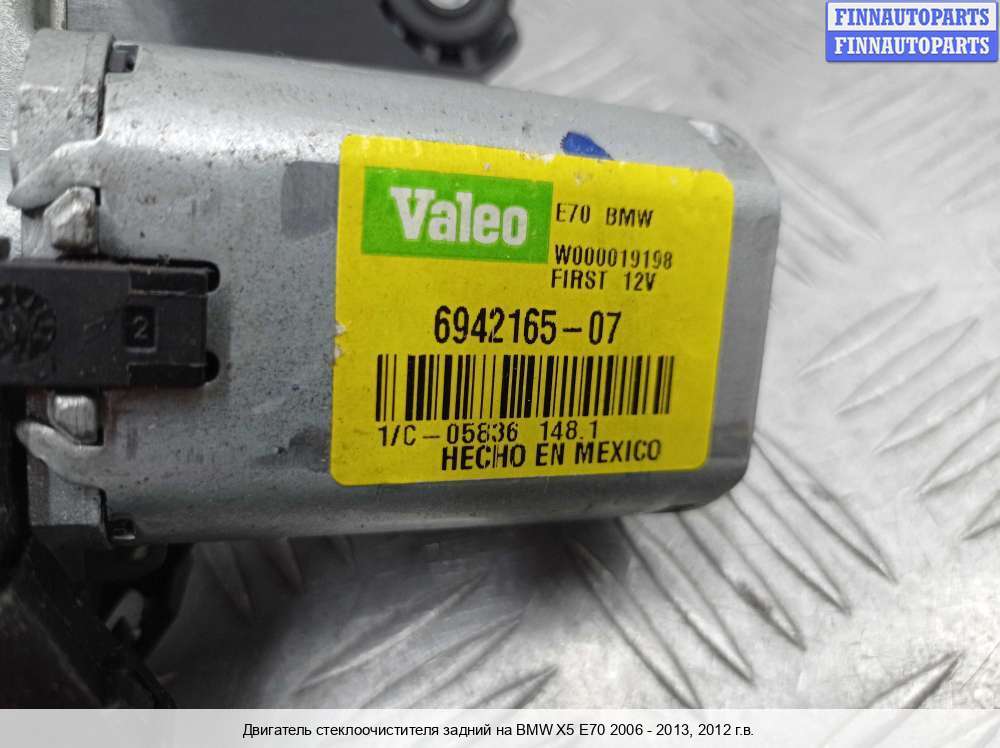 FINNAUTOPARTS
FINNAUTOPARTS
Valeo
E70 BMW
W000019198
FIRST 12V
6942165-07
1/C-05836 148.1
HECHO EN MEXICO
2
Двигатель стеклоочистителя задний на BMW X5 E70 2006 - 2013, 2012 г.в.